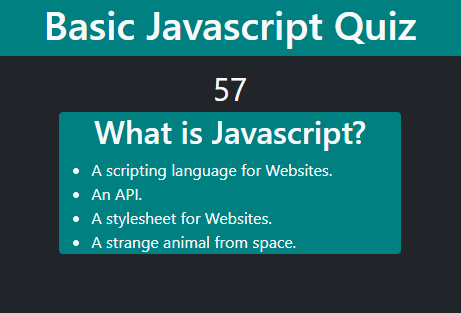 Basic Javascript Quiz
57
What is Javascript?
A scripting language for Websites.
An API.
A stylesheet for Websites.
A strange animal from space.